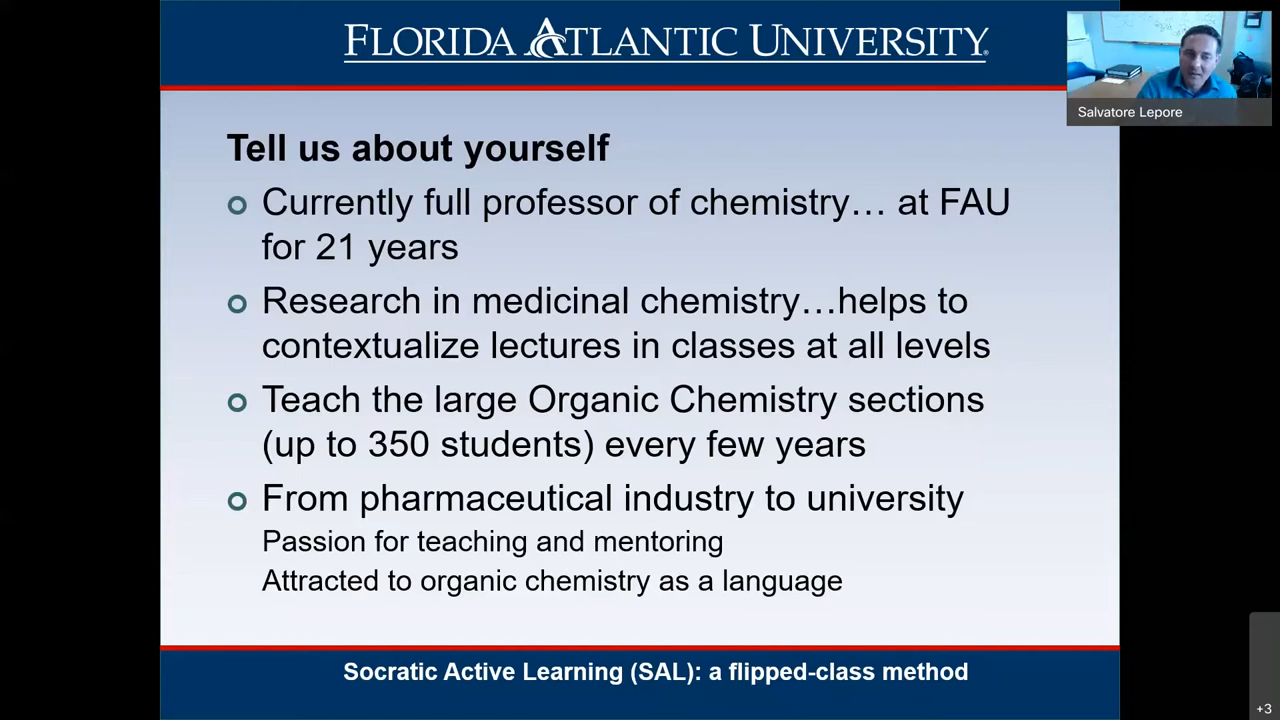 FLORIDA ATLANTIC UNIVERSITY®
Salvatore Lepore
Tell us about yourself
Currently full professor of chemistry… at FAU
for 21 years
Research in medicinal chemistry…helps to
contextualize lectures in classes at all levels
Teach the large Organic Chemistry sections
(up to 350 students) every few years
From pharmaceutical industry to university
Passion for teaching and mentoring
Attracted to organic chemistry as a language
Socratic Active Learning (SAL): a flipped-class method
+3